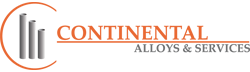 CONTINENTAL
ALLOYS & SERVICES